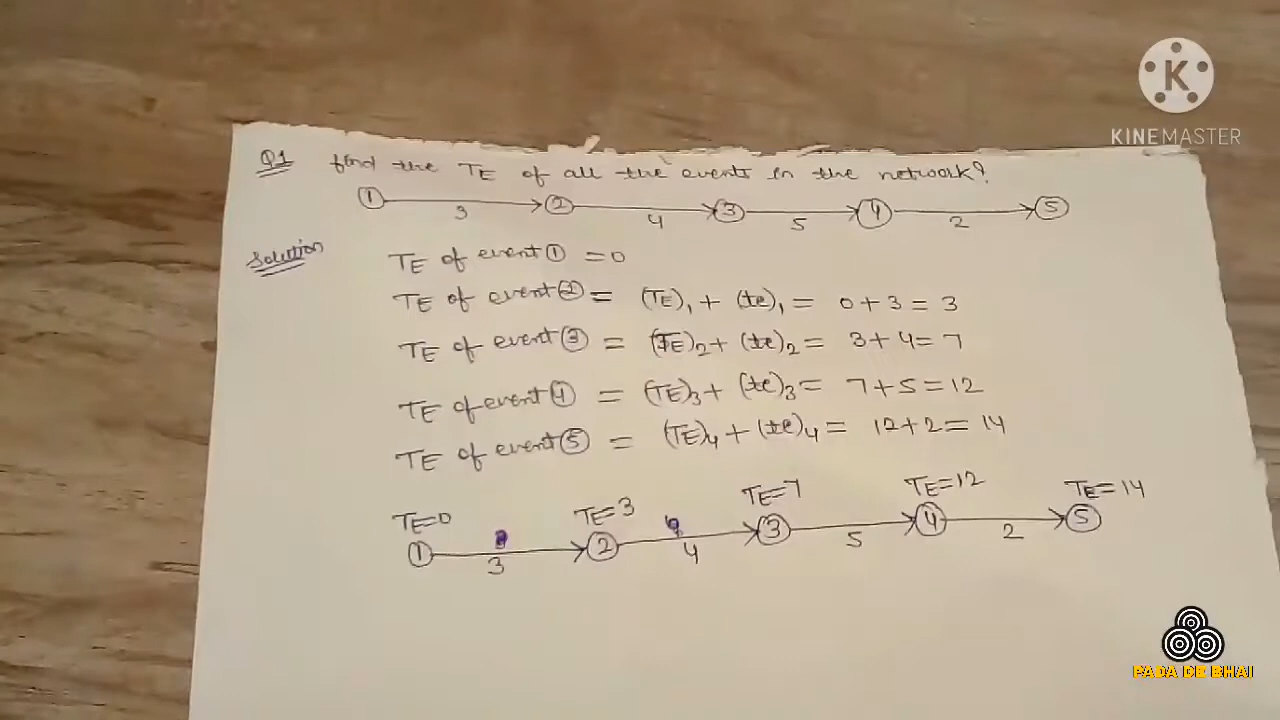 K
KINEMASTER
Q1 find the TE of all the events in the network?
1 2 3 4 5
3 4 5 2
Solution
TE of event ① = 0
TE of event ② = (TE)₁ + (te)₁ = 0 + 3 = 3
TE of event ③ = (TE)₂ + (te)₂ = 3 + 4 = 7
TE of event ④ = (TE)₃ + (te)₃ = 7 + 5 = 12
TE of event ⑤ = (TE)₄ + (te)₄ = 12 + 2 = 14
TE=0 TE=3 TE=7 TE=12 TE=14
1 2 3 4 5
3 4 5 2
PADA DE BHAI